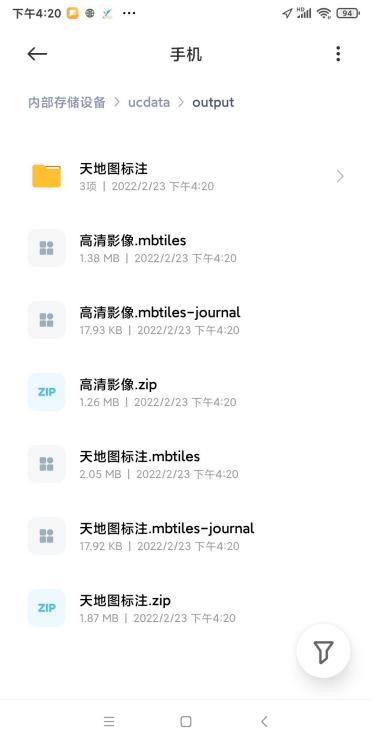 下午4:20 ... HD 94
手机
内部存储设备 > ucdata > output
天地图标注
3项 | 2022/2/23 下午4:20
高清影像.mbtiles
1.38 MB | 2022/2/23 下午4:20
高清影像.mbtiles-journal
17.93 KB | 2022/2/23 下午4:20
ZIP 高清影像.zip
1.26 MB | 2022/2/23 下午4:20
天地图标注.mbtiles
2.05 MB | 2022/2/23 下午4:20
天地图标注.mbtiles-journal
17.92 KB | 2022/2/23 下午4:20
ZIP 天地图标注.zip
1.87 MB | 2022/2/23 下午4:20